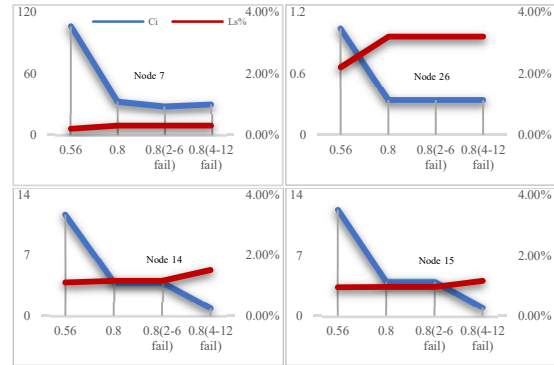 120
Ci
Ls%
4.00%
60
Node 7
2.00%
0
0.00%
0.56
0.8
0.8(2-6
fail)
0.8(4-12
fail)
1.2
4.00%
0.6
Node 26
2.00%
0
0.00%
0.56
0.8
0.8(2-6
fail)
0.8(4-12
fail)
14
4.00%
7
Node 14
2.00%
0
0.00%
0.56
0.8
0.8(2-6
fail)
0.8(4-12
fail)
14
4.00%
7
Node 15
2.00%
0
0.00%
0.56
0.8
0.8(2-6
fail)
0.8(4-12
fail)